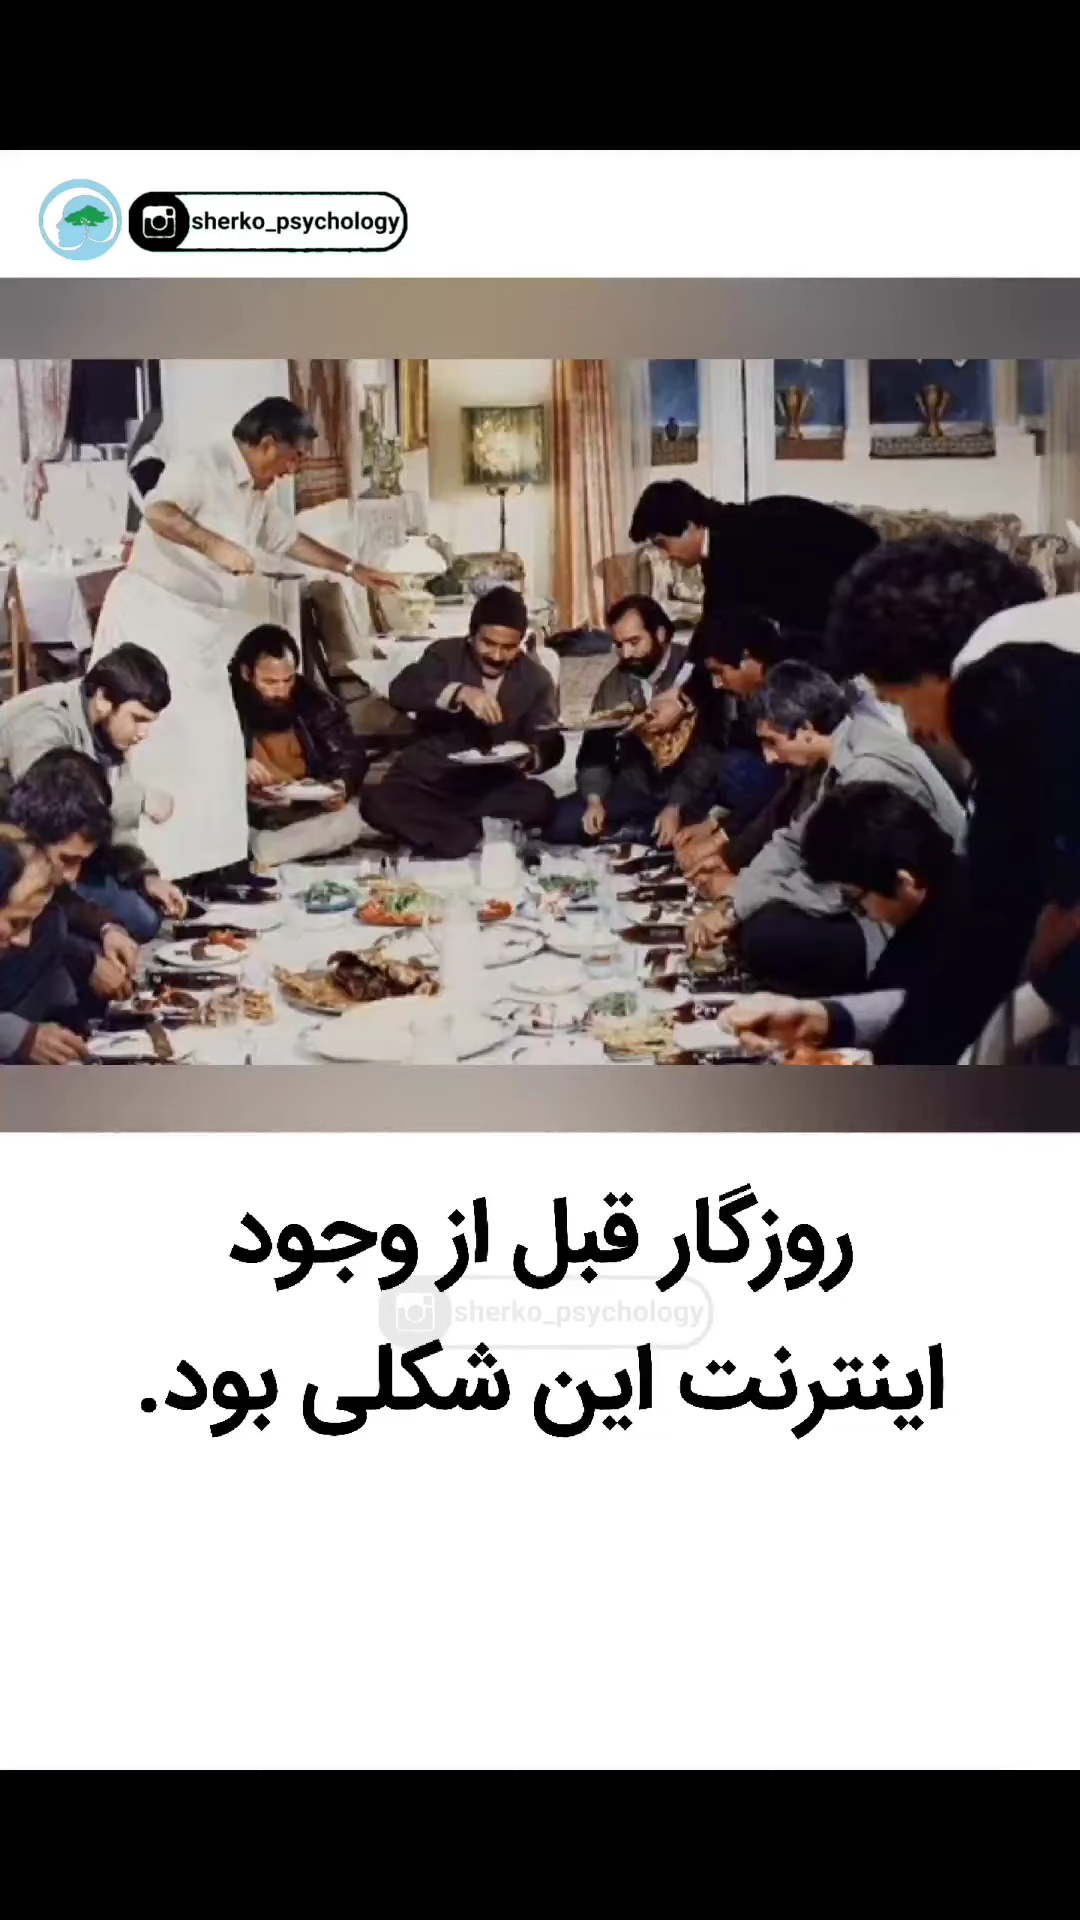 sherko_psychology
روزگار قبل از وجود
sherko_psychology
اینترنت این شکلی بود.